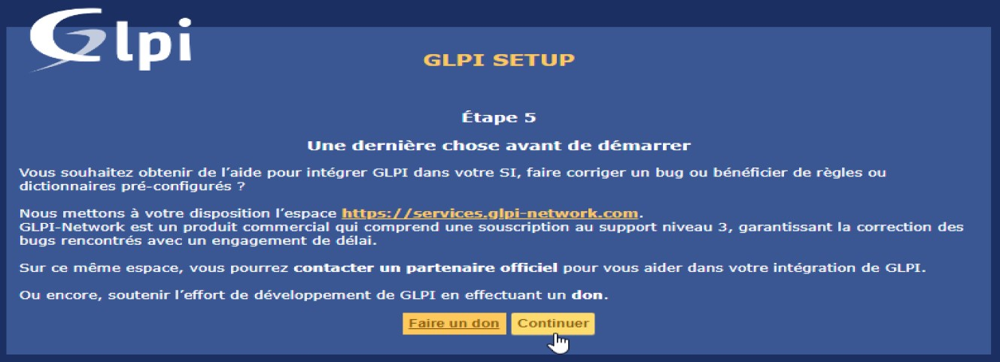 Glpi
GLPI SETUP
Étape 5
Une dernière chose avant de démarrer
Vous souhaitez obtenir de l'aide pour intégrer GLPI dans votre SI, faire corriger un bug ou bénéficier de règles ou
dictionnaires pré-configurés ?
Nous mettons à votre disposition l'espace https://services.glpi-network.com.
GLPI-Network est un produit commercial qui comprend une souscription au support niveau 3, garantissant la correction des
bugs rencontrés avec un engagement de délai.
Sur ce même espace, vous pourrez contacter un partenaire officiel pour vous aider dans votre intégration de GLPI.
Ou encore, soutenir l'effort de développement de GLPI en effectuant un don.
Faire un don Continuer